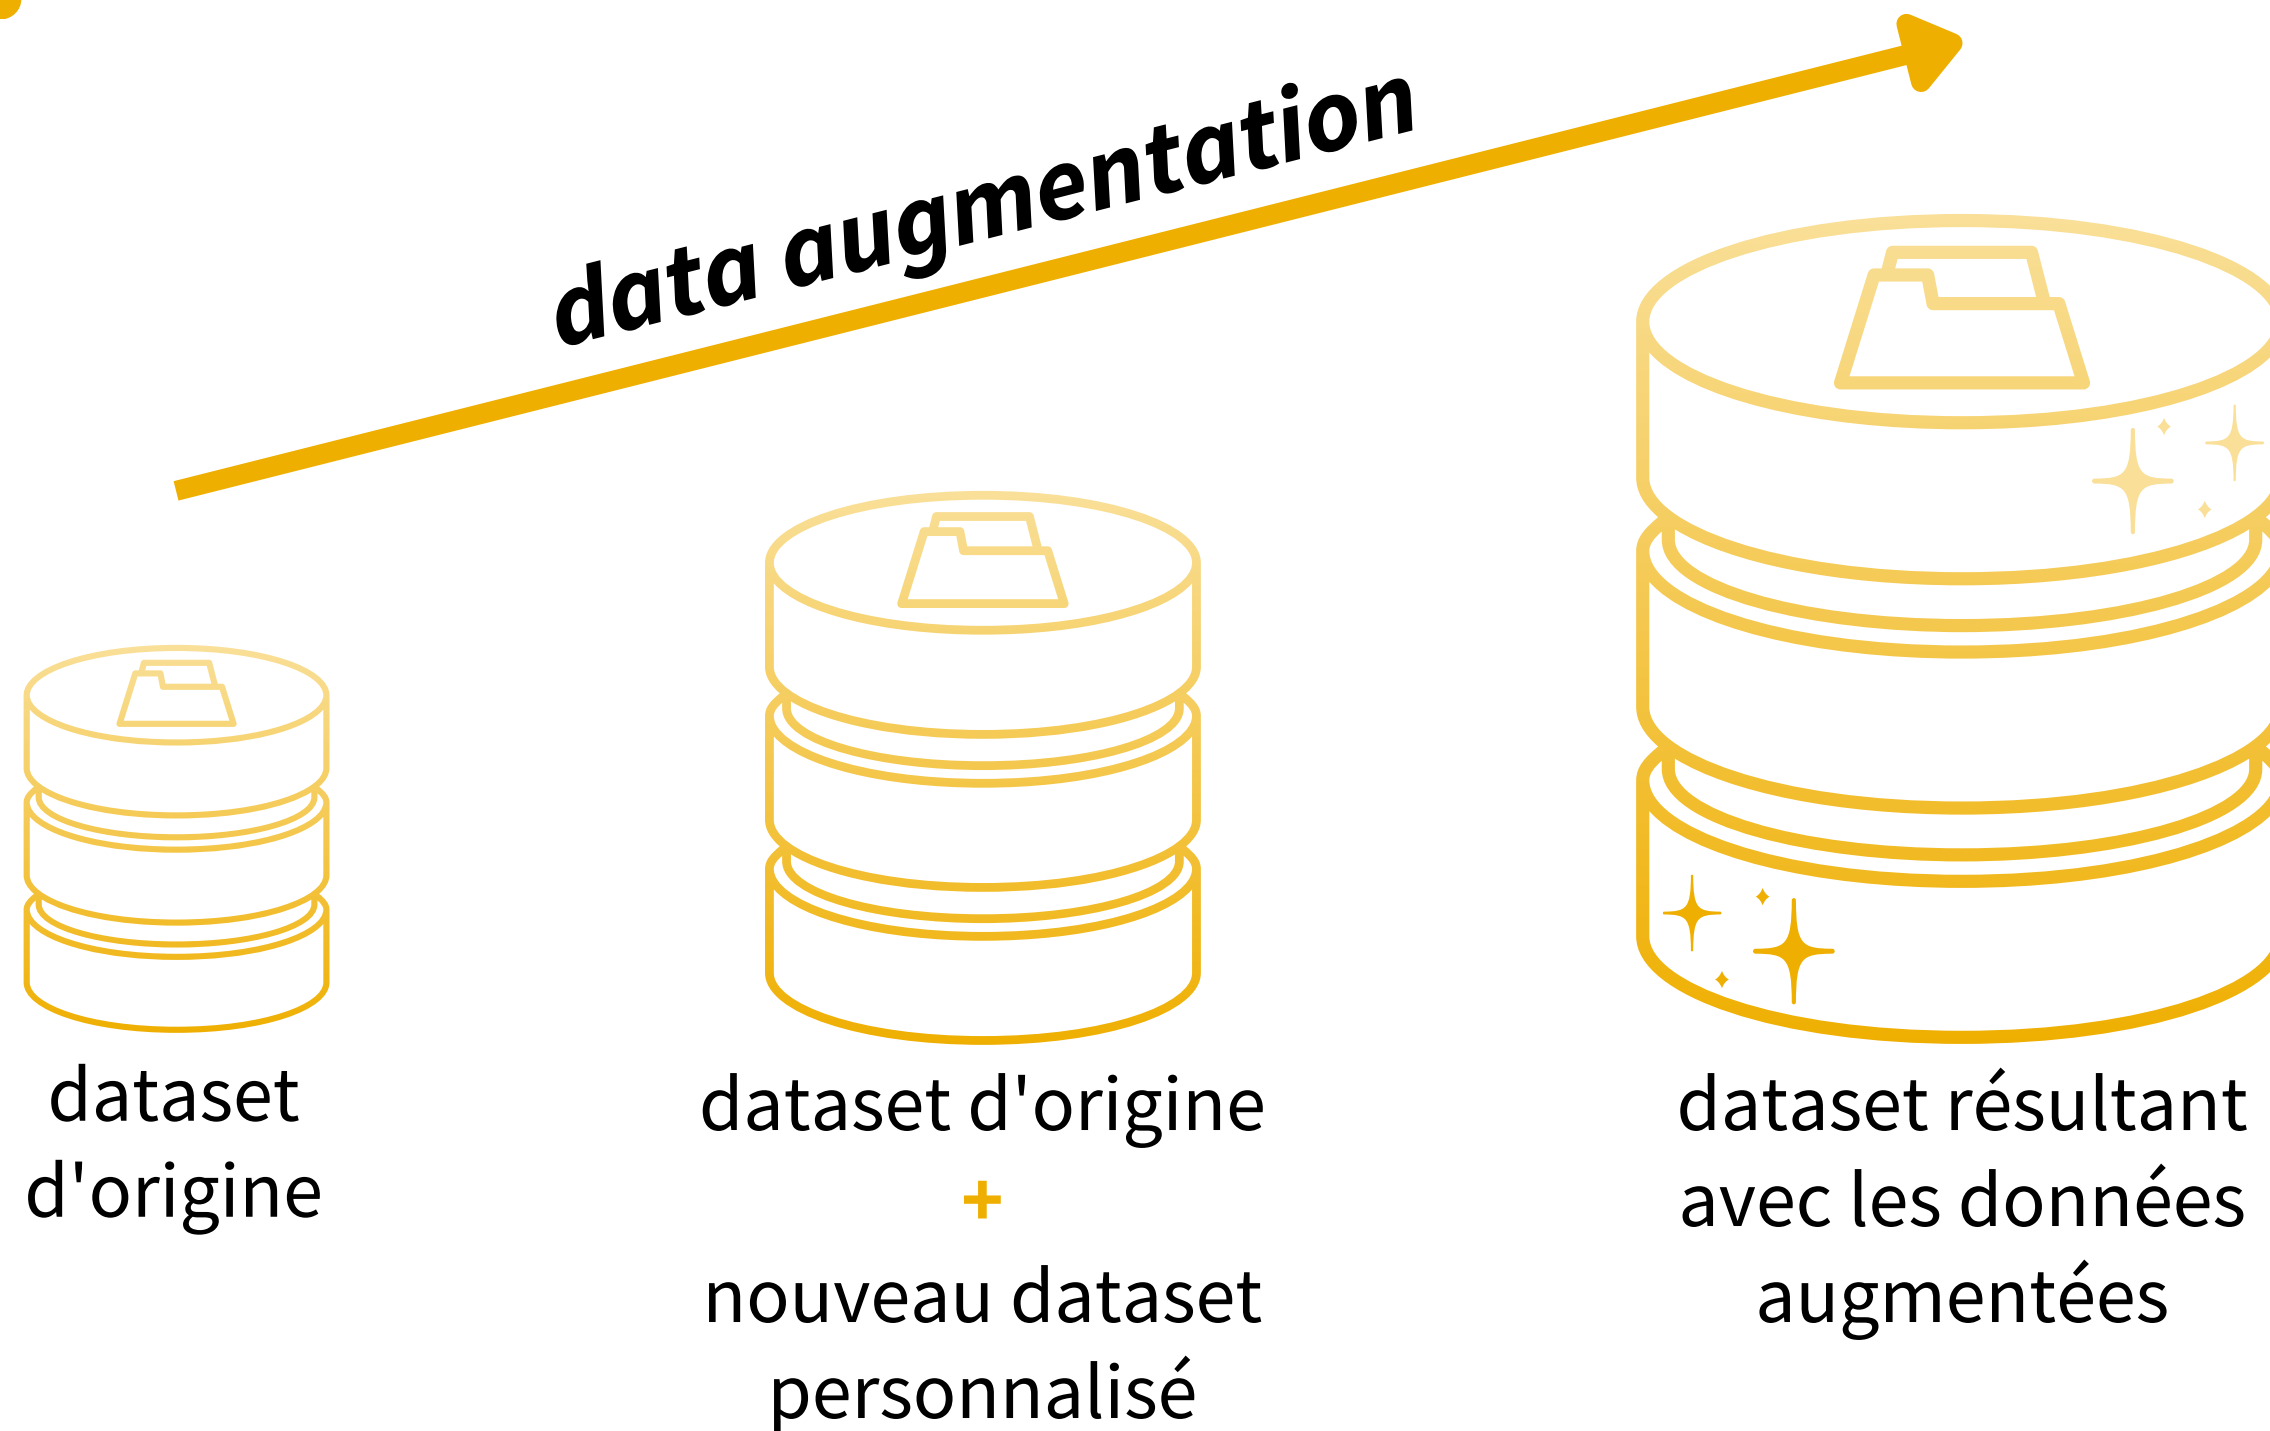 data augmentation
dataset
d'origine
dataset d'origine
+
nouveau dataset
personnalisé
dataset résultant
avec les données
augmentées